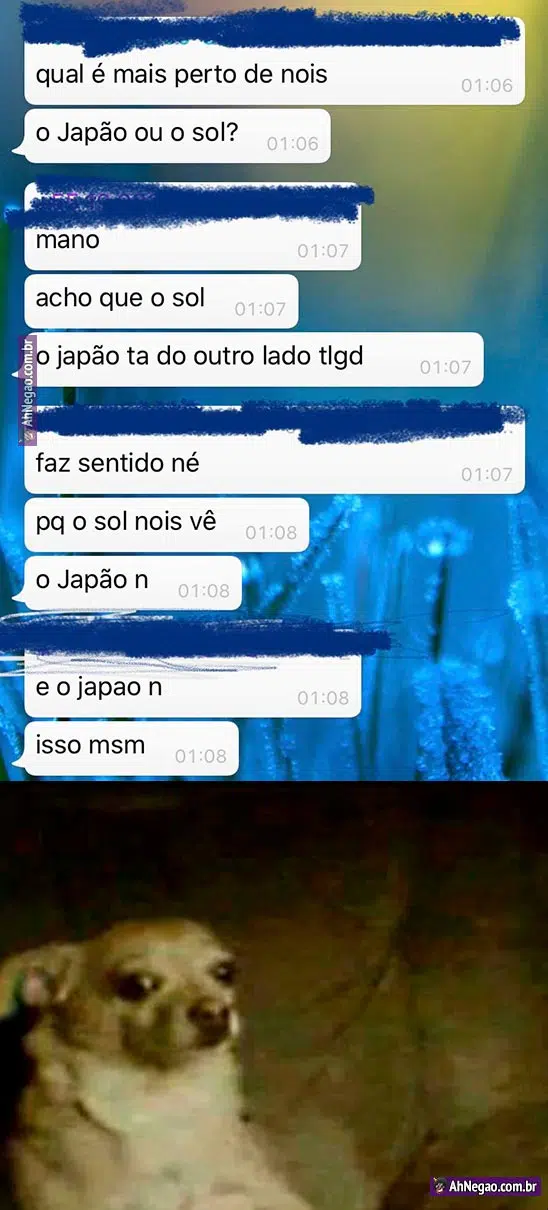 qual é mais perto de nois
01:06
o Japão ou o sol?
01:06
mano
01:07
acho que o sol
01:07
o japão ta do outro lado tlgd
01:07
AhNegao.com.br
faz sentido né
01:07
pq o sol nois vê
01:08
o Japão n
01:08
e o japao n
01:08
isso msm
01:08
AhNegao.com.br